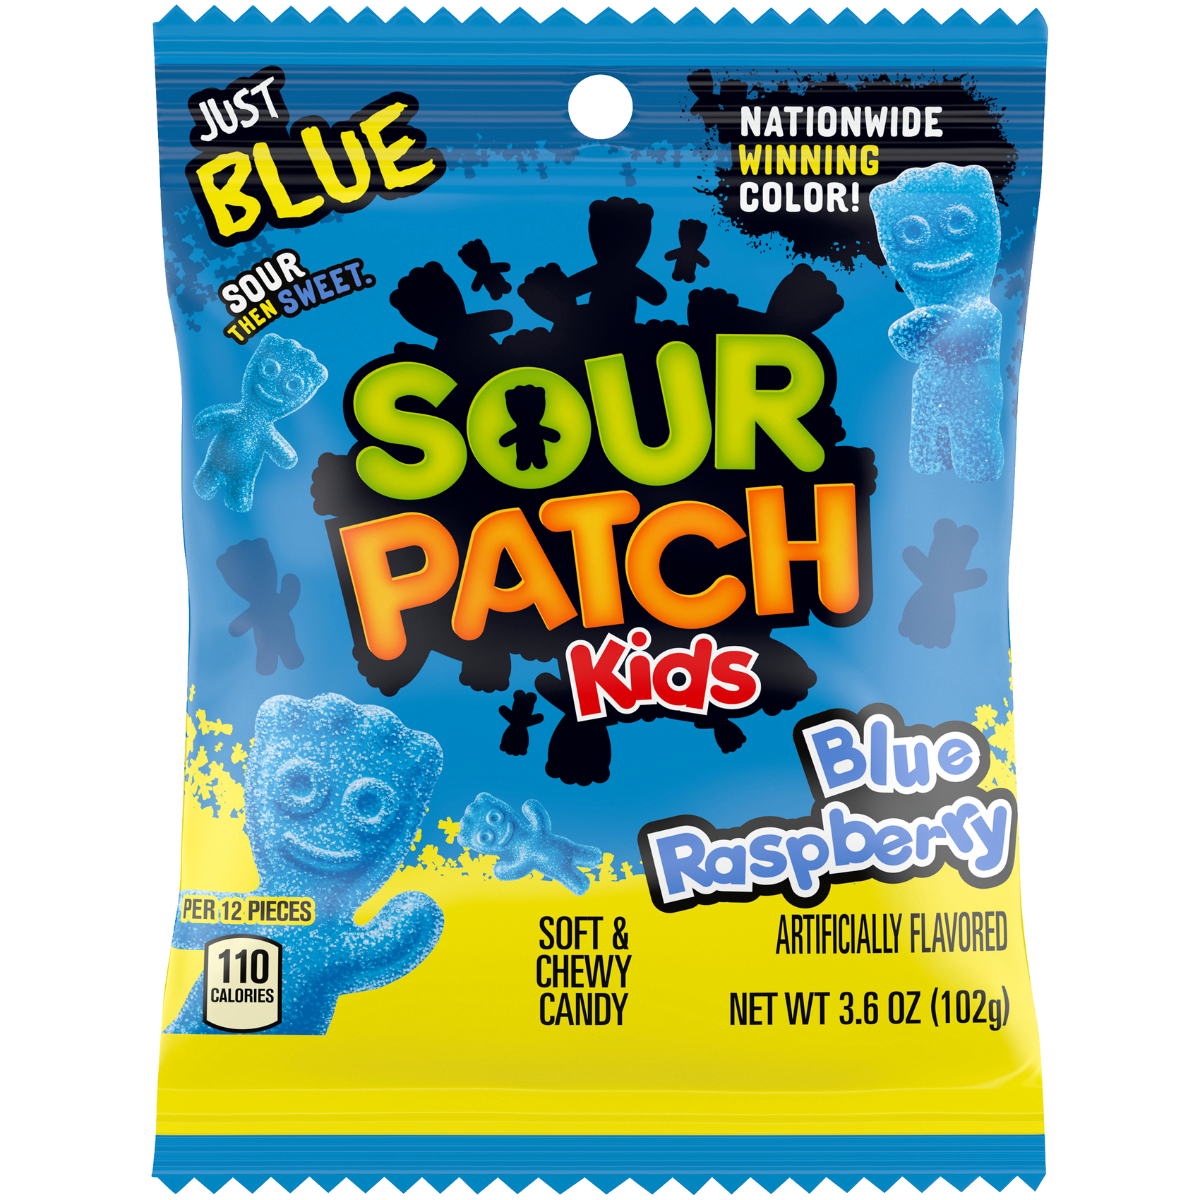 JUST
BLUE
SOUR
THEN SWEET.
NATIONWIDE
WINNING
COLOR!
SOUR
PATCH
Kids
Blue
Raspberry
ARTIFICIALLY FLAVORED
PER 12 PIECES
110
CALORIES
SOFT &
CHEWY
CANDY
NET WT 3.6 OZ (102g)